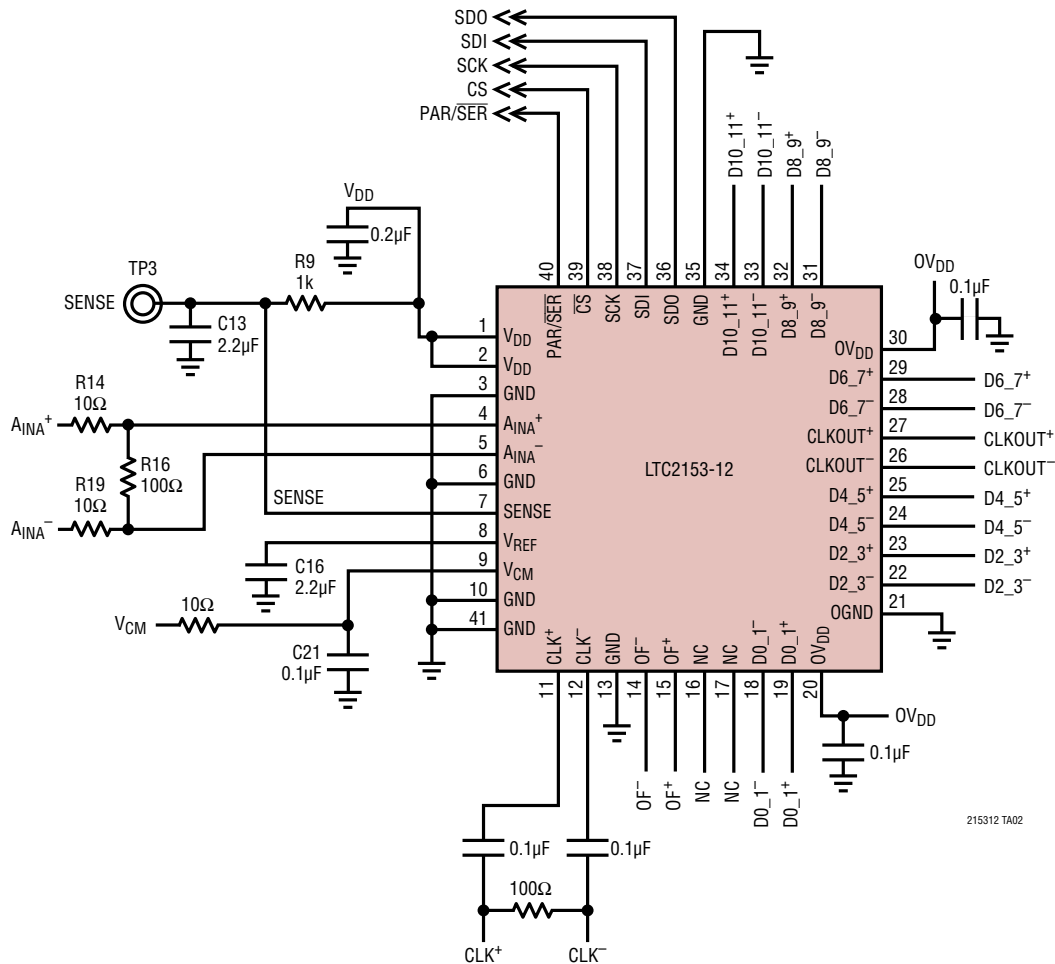 SDO
SDI
SCK
CS
PAR/S̅E̅R̅
D10_11⁺
D10_11⁻
D8_9⁺
D8_9⁻
V_DD
0.2µF
TP3
SENSE
R9
1k
C13
2.2µF
40
39
38
37
36
35
34
33
32
31
PAR/S̅E̅R̅
C̅S̅
SCK
SDI
SDO
GND
D10_11⁺
D10_11⁻
D8_9⁺
D8_9⁻
OV_DD
0.1µF
1 V_DD
2 V_DD
3 GND
4 A_INA⁺
5 A_INA⁻
6 GND
7 SENSE
8 V_REF
9 V_CM
10 GND
41 GND
R14
10Ω
A_INA⁺
R16
100Ω
R19
10Ω
A_INA⁻
SENSE
C16
2.2µF
10Ω
V_CM
C21
0.1µF
LTC2153-12
OV_DD 30
D6_7⁺ 29 D6_7⁺
D6_7⁻ 28 D6_7⁻
CLKOUT⁺ 27 CLKOUT⁺
CLKOUT⁻ 26 CLKOUT⁻
D4_5⁺ 25 D4_5⁺
D4_5⁻ 24 D4_5⁻
D2_3⁺ 23 D2_3⁺
D2_3⁻ 22 D2_3⁻
OGND 21
CLK⁺
CLK⁻
GND
OF⁻
OF⁺
NC
NC
D0_1⁻
D0_1⁺
OV_DD
11
12
13
14
15
16
17
18
19
20
OF⁻
OF⁺
NC
NC
D0_1⁻
D0_1⁺
OV_DD
0.1µF
215312 TA02
0.1µF
0.1µF
100Ω
CLK⁺
CLK⁻